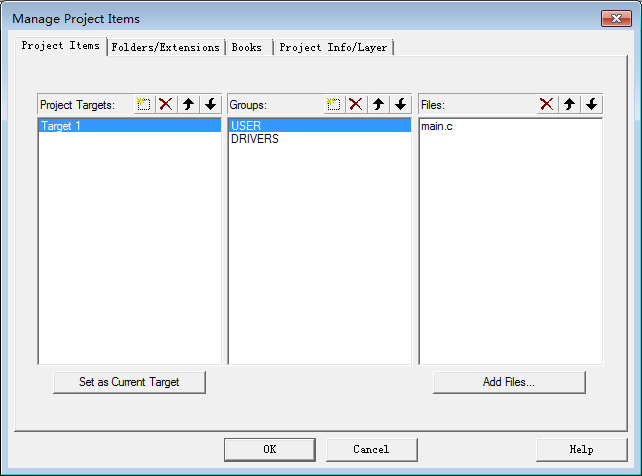 Manage Project Items
Project Items Folders/Extensions Books Project Info/Layer
Project Targets: Groups: Files:
Target 1 USER main.c
DRIVERS
Set as Current Target Add Files...
OK Cancel Help